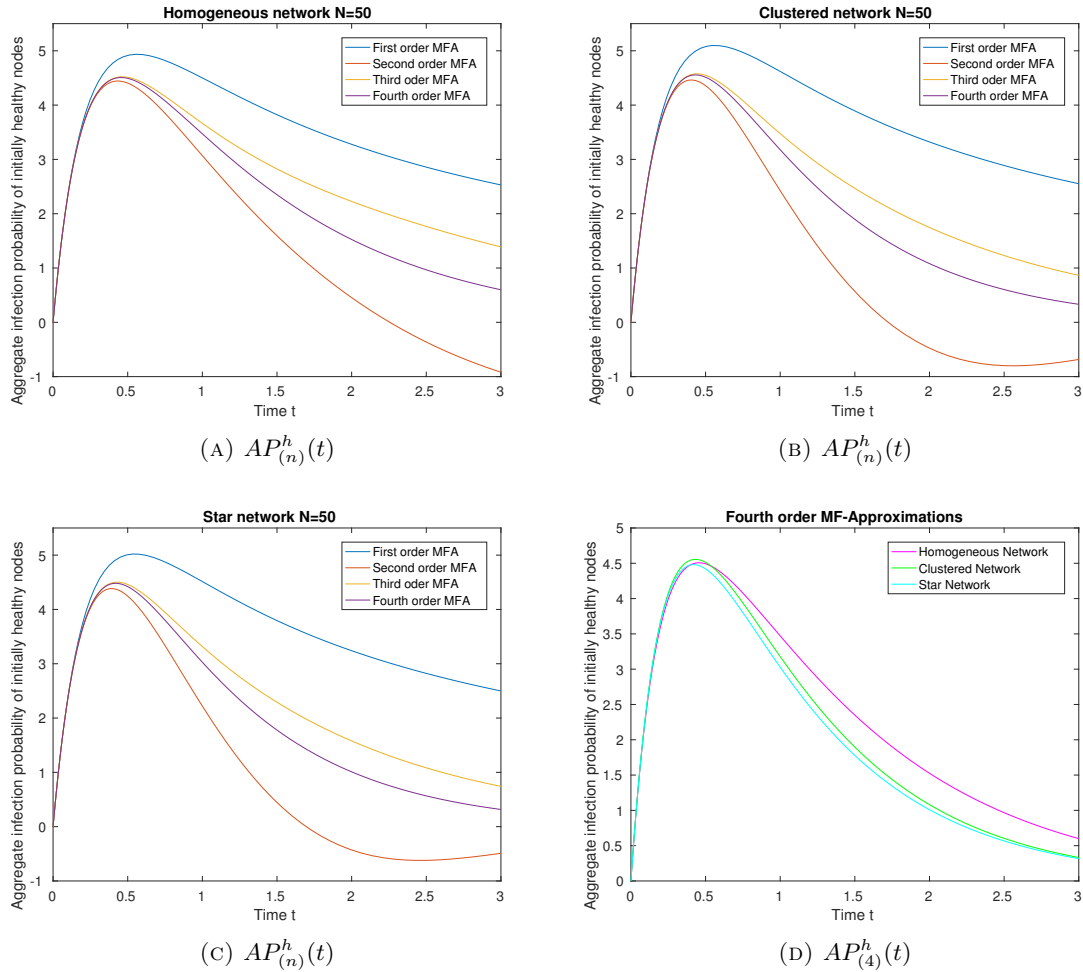 Homogeneous network N=50
First order MFA
Second order MFA
Third oder MFA
Fourth order MFA
Aggregate infection probability of initially healthy nodes
5
4
3
2
1
0
-1
0 0.5 1 1.5 2 2.5 3
Time t
(A) AP^h_(n)(t)
Clustered network N=50
First order MFA
Second order MFA
Third oder MFA
Fourth order MFA
Aggregate infection probability of initially healthy nodes
5
4
3
2
1
0
-1
0 0.5 1 1.5 2 2.5 3
Time t
(B) AP^h_(n)(t)
Star network N=50
First order MFA
Second order MFA
Third oder MFA
Fourth order MFA
Aggregate infection probability of initially healthy nodes
5
4
3
2
1
0
-1
0 0.5 1 1.5 2 2.5 3
Time t
(C) AP^h_(n)(t)
Fourth order MF-Approximations
Homogeneous Network
Clustered Network
Star Network
Aggregate infection probability of initially healthy nodes
5
4.5
4
3.5
3
2.5
2
1.5
1
0.5
0
0 0.5 1 1.5 2 2.5 3
Time t
(D) AP^h_(4)(t)